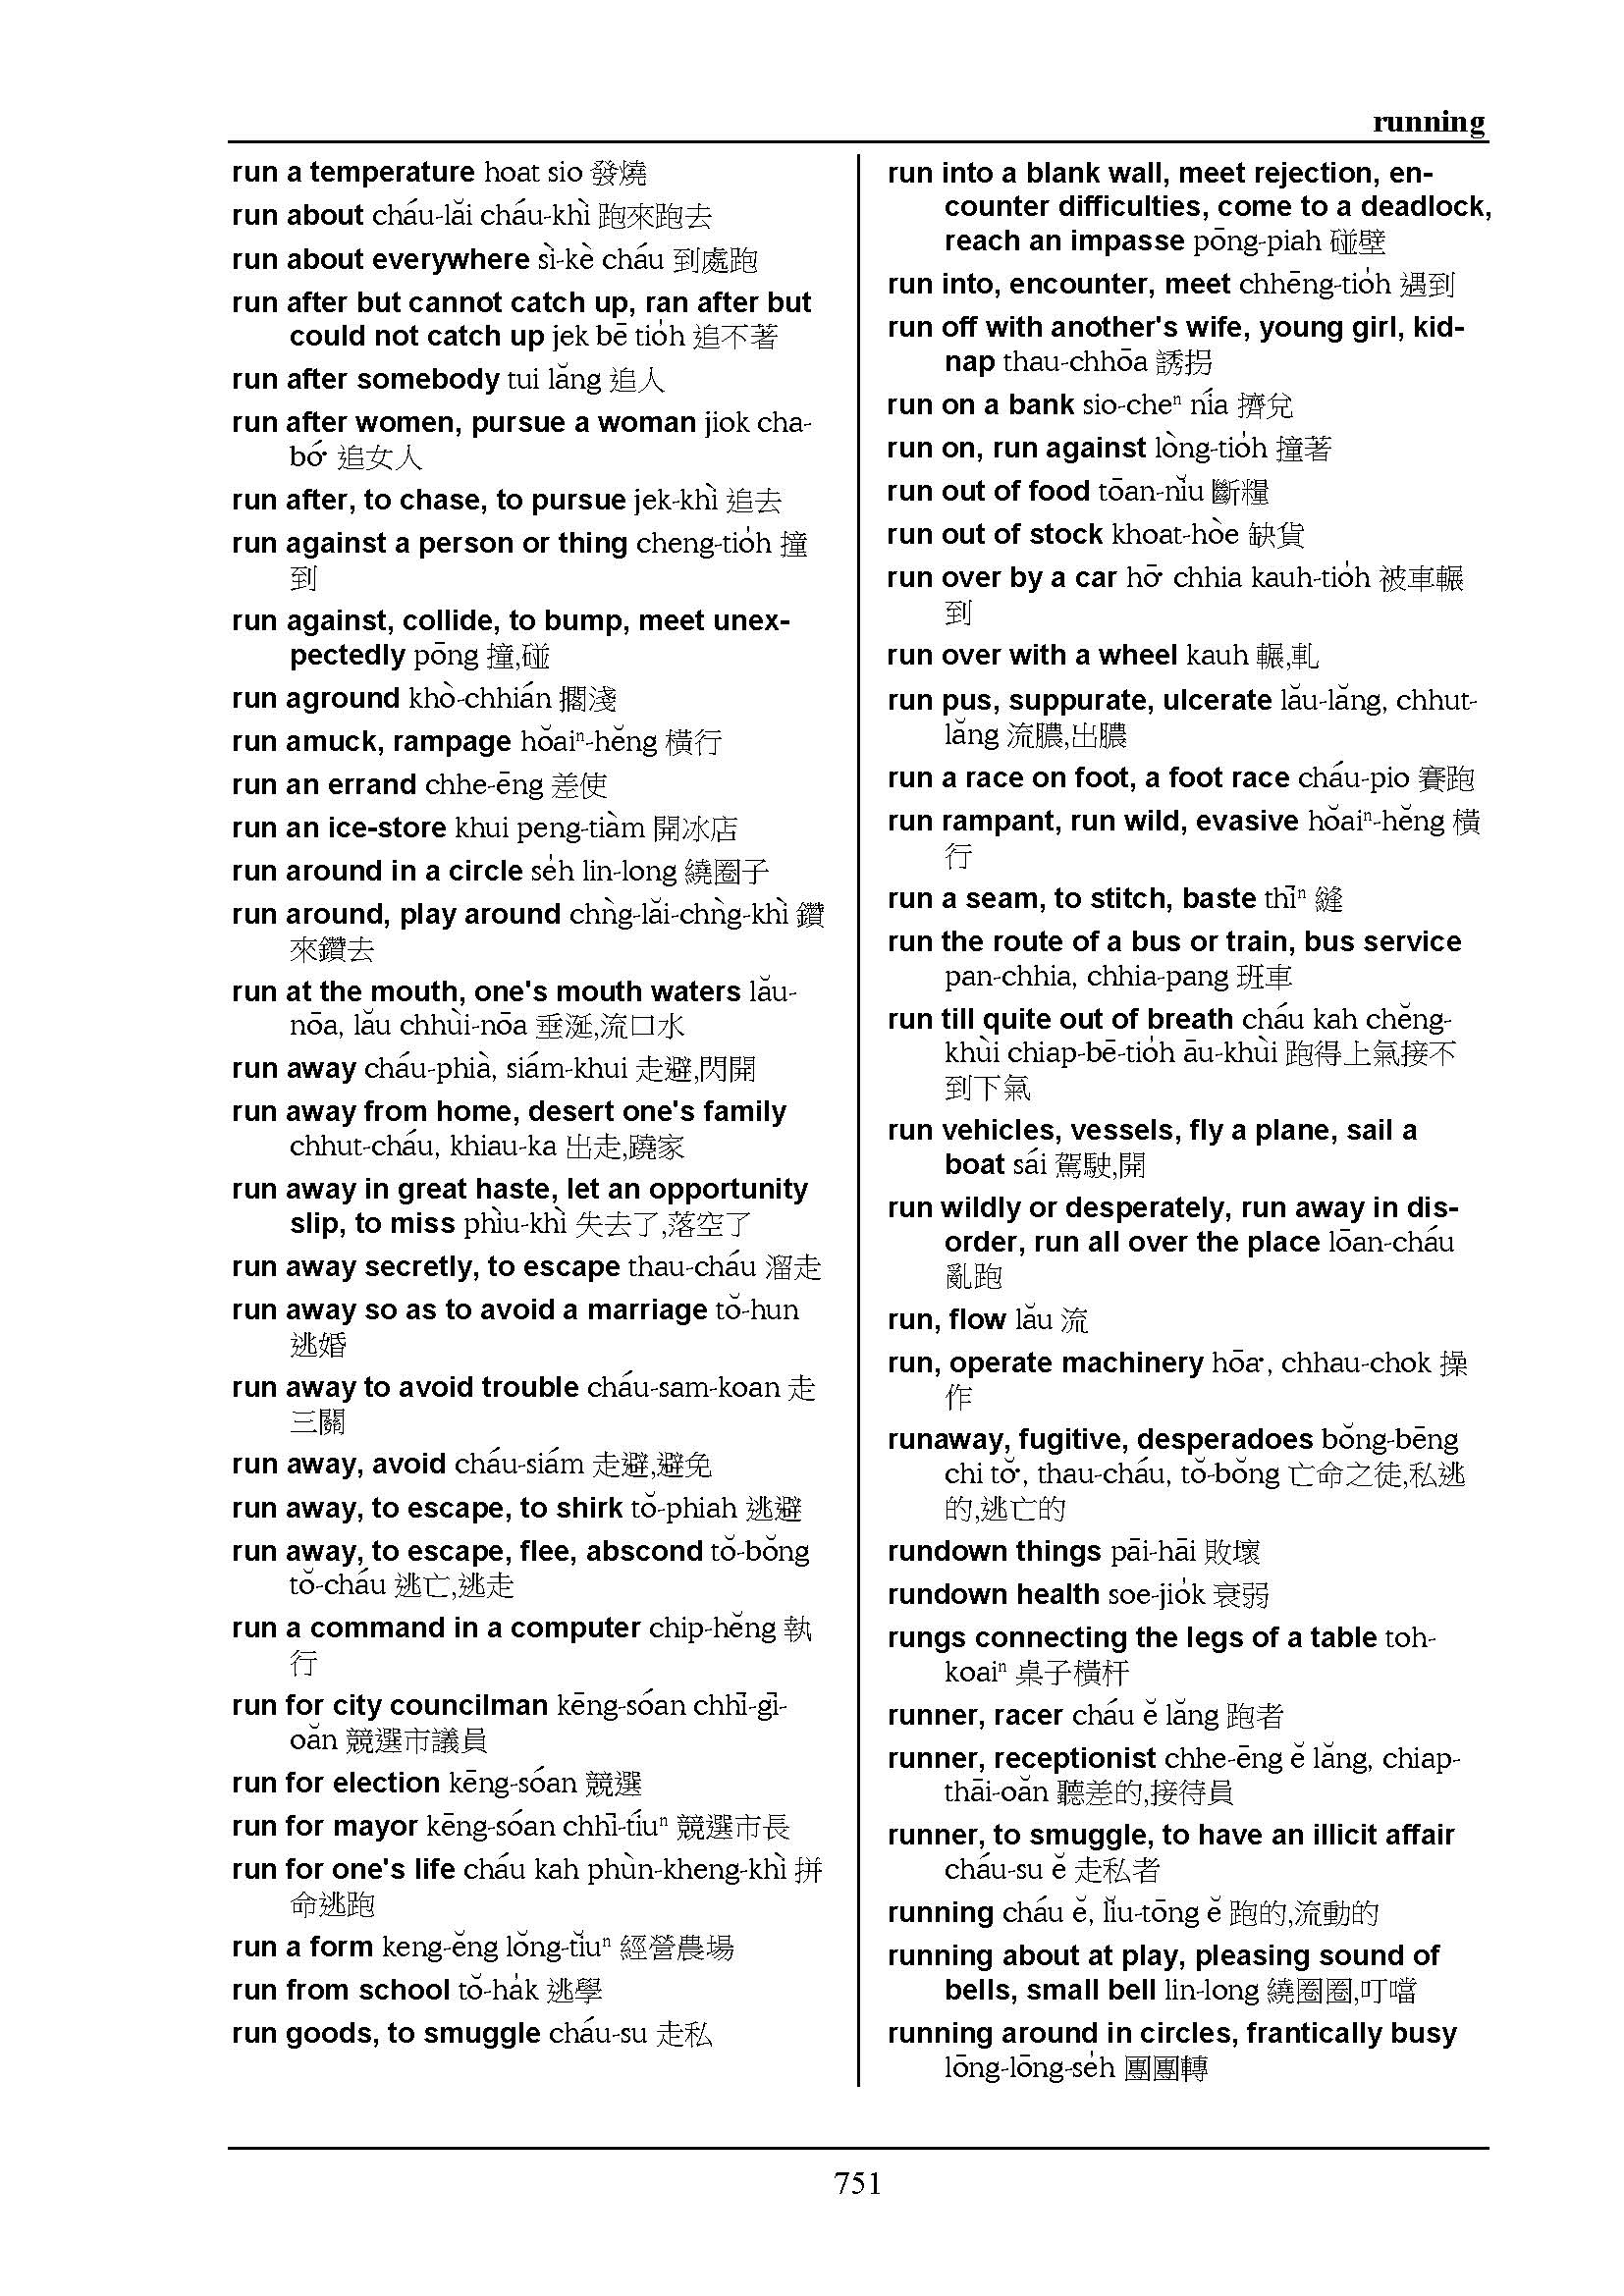 running
run a temperature hoat sio 發燒
run about cháu-lăi cháu-khì 跑來跑去
run about everywhere sì-kè cháu 到處跑
run after but cannot catch up, ran after but
could not catch up jek bē tio̍h 追不著
run after somebody tui lăng 追人
run after women, pursue a woman jiok cha-
bó͘ 追女人
run after, to chase, to pursue jek-khì 追去
run against a person or thing cheng-tio̍h 撞
到
run against, collide, to bump, meet unex-
pectedly pōng 撞,碰
run aground khò-chhián 擱淺
run amuck, rampage hŏaiⁿ-hĕng 橫行
run an errand chhe-ēng 差使
run an ice-store khui peng-tiàm 開冰店
run around in a circle se̍h lin-long 繞圈子
run around, play around chǹg-lăi-chǹg-khì 鑽
來鑽去
run at the mouth, one's mouth waters lău-
nōa, lău chhùi-nōa 垂涎,流口水
run away cháu-phià, siám-khui 走避,閃開
run away from home, desert one's family
chhut-cháu, khiau-ka 出走,蹺家
run away in great haste, let an opportunity
slip, to miss phìu-khì 失去了,落空了
run away secretly, to escape thau-cháu 溜走
run away so as to avoid a marriage tŏ-hun
逃婚
run away to avoid trouble cháu-sam-koan 走
三關
run away, avoid cháu-siám 走避,避免
run away, to escape, to shirk tŏ-phiah 逃避
run away, to escape, flee, abscond tŏ-bŏng
tŏ-cháu 逃亡,逃走
run a command in a computer chip-hĕng 執
行
run for city councilman kēng-sóan chhī-gī-
oăn 競選市議員
run for election kēng-sóan 競選
run for mayor kēng-sóan chhī-tíuⁿ 競選市長
run for one's life cháu kah phùn-kheng-khì 拼
命逃跑
run a form keng-ĕng lŏng-tĭuⁿ 經營農場
run from school tŏ-ha̍k 逃學
run goods, to smuggle cháu-su 走私
run into a blank wall, meet rejection, en-
counter difficulties, come to a deadlock,
reach an impasse pōng-piah 碰壁
run into, encounter, meet chhēng-tio̍h 遇到
run off with another's wife, young girl, kid-
nap thau-chhōa 誘拐
run on a bank sio-cheⁿ nía 擠兌
run on, run against lòng-tio̍h 撞著
run out of food tōan-nĭu 斷糧
run out of stock khoat-hòe 缺貨
run over by a car hō͘ chhia kauh-tio̍h 被車輾
到
run over with a wheel kauh 輾,軋
run pus, suppurate, ulcerate lău-lăng, chhut-
lăng 流膿,出膿
run a race on foot, a foot race cháu-pio 賽跑
run rampant, run wild, evasive hŏaiⁿ-hĕng 橫
行
run a seam, to stitch, baste thīⁿ 縫
run the route of a bus or train, bus service
pan-chhia, chhia-pang 班車
run till quite out of breath cháu kah chĕng-
khùi chiap-bē-tio̍h āu-khùi 跑得上氣接不
到下氣
run vehicles, vessels, fly a plane, sail a
boat sái 駕駛,開
run wildly or desperately, run away in dis-
order, run all over the place lōan-cháu
亂跑
run, flow lău 流
run, operate machinery hōa͘, chhau-chok 操
作
runaway, fugitive, desperadoes bŏng-bēng
chi tŏ͘, thau-cháu, tŏ-bŏng 亡命之徒,私逃
的,逃亡的
rundown things pāi-hāi 敗壞
rundown health soe-jio̍k 衰弱
rungs connecting the legs of a table toh-
koaiⁿ 桌子橫杆
runner, racer cháu ĕ lăng 跑者
runner, receptionist chhe-ēng ĕ lăng, chiap-
thāi-oăn 聽差的,接待員
runner, to smuggle, to have an illicit affair
cháu-su ĕ 走私者
running cháu ĕ, lĭu-tōng ĕ 跑的,流動的
running about at play, pleasing sound of
bells, small bell lin-long 繞圈圈,叮噹
running around in circles, frantically busy
lōng-lōng-se̍h 團團轉
751